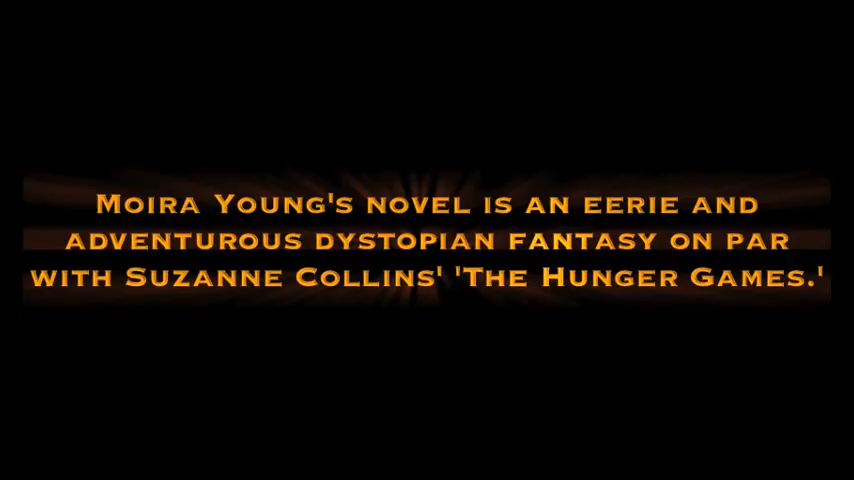 Moira Young's novel is an eerie and
adventurous dystopian fantasy on par
with Suzanne Collins' 'The Hunger Games.'